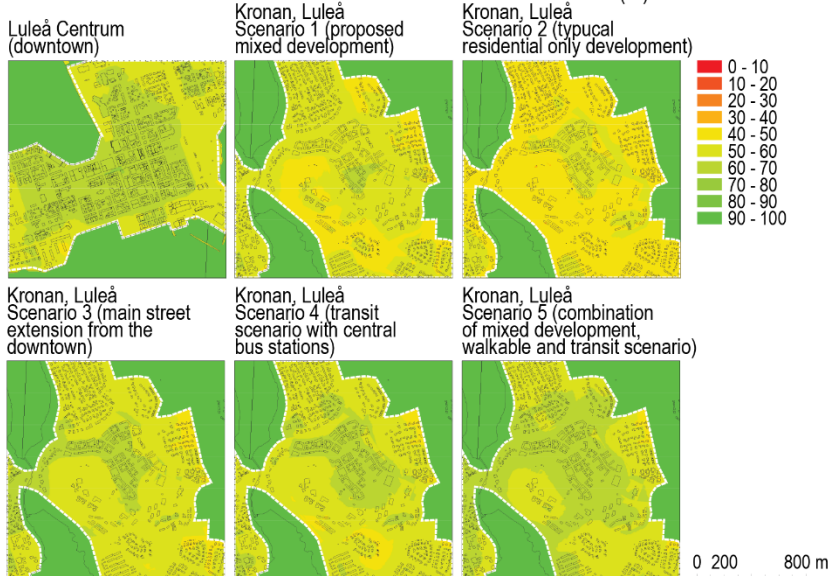 Luleå Centrum
(downtown)
Kronan, Luleå
Scenario 1 (proposed
mixed development)
Kronan, Luleå
Scenario 2 (typucal
residential only development)
0 - 10
10 - 20
20 - 30
30 - 40
40 - 50
50 - 60
60 - 70
70 - 80
80 - 90
90 - 100
Kronan, Luleå
Scenario 3 (main street
extension from the
downtown)
Kronan, Luleå
Scenario 4 (transit
scenario with central
bus stations)
Kronan, Luleå
Scenario 5 (combination
of mixed development,
walkable and transit scenario)
0 200 800 m